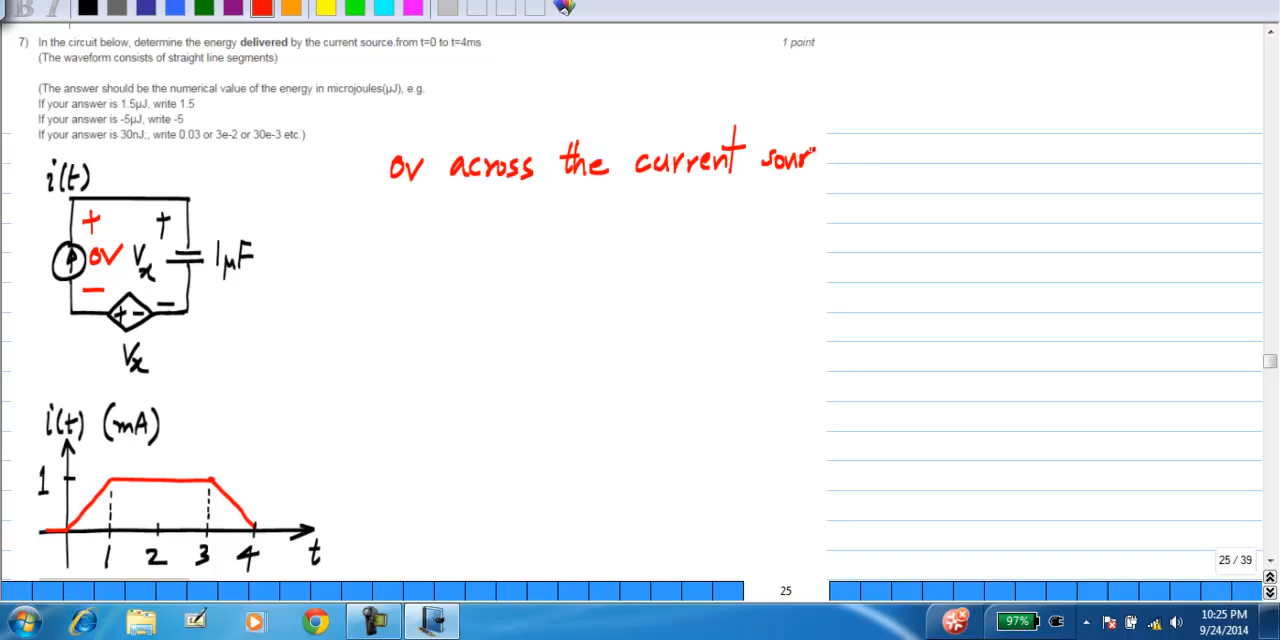 B I
7) In the circuit below, determine the energy delivered by the current source.from t=0 to t=4ms 1 point
(The waveform consists of straight line segments)
(The answer should be the numerical value of the energy in microjoules(μJ), e.g.
If your answer is 1.5μJ, write 1.5
If your answer is -5μJ, write -5
If your answer is 30nJ;, write 0.03 or 3e-2 or 30e-3 etc.)
0V across the current sour
i(t)
+ +
0V Vx 1μF
− −
+ -
Vx
i(t) (mA)
1
1 2 3 4 t
25 / 39
25
97%
10:25 PM
9/24/2014